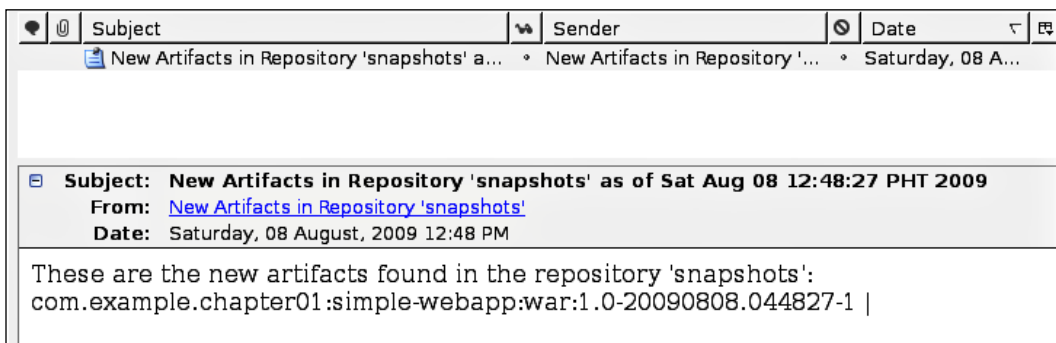 Subject Sender Date
New Artifacts in Repository 'snapshots' a... New Artifacts in Repository '... Saturday, 08 A...
Subject: New Artifacts in Repository 'snapshots' as of Sat Aug 08 12:48:27 PHT 2009
From: New Artifacts in Repository 'snapshots'
Date: Saturday, 08 August, 2009 12:48 PM
These are the new artifacts found in the repository 'snapshots':
com.example.chapter01:simple-webapp:war:1.0-20090808.044827-1 |